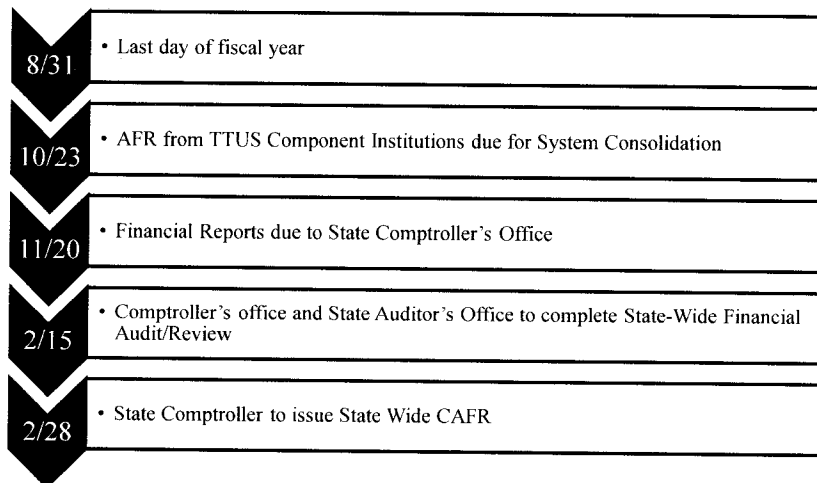 8/31
• Last day of fiscal year
10/23
• AFR from TTUS Component Institutions due for System Consolidation
11/20
• Financial Reports due to State Comptroller's Office
2/15
• Comptroller's office and State Auditor's Office to complete State-Wide Financial
Audit/Review
2/28
• State Comptroller to issue State Wide CAFR